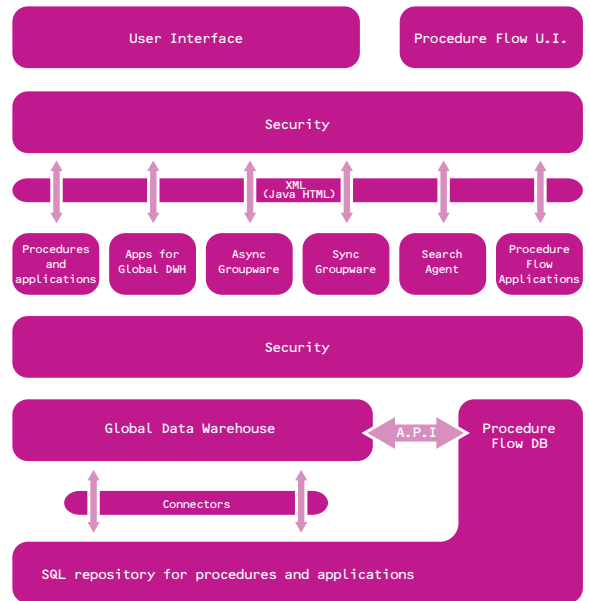 User Interface
Procedure Flow U.I.
Security
XML
(Java HTML)
Procedures
and
applications
Apps for
Global DWH
Async
Groupware
Sync
Groupware
Search
Agent
Procedure
Flow
Applications
Security
Global Data Warehouse
A.P.I
Procedure
Flow DB
Connectors
SQL repository for procedures and applications